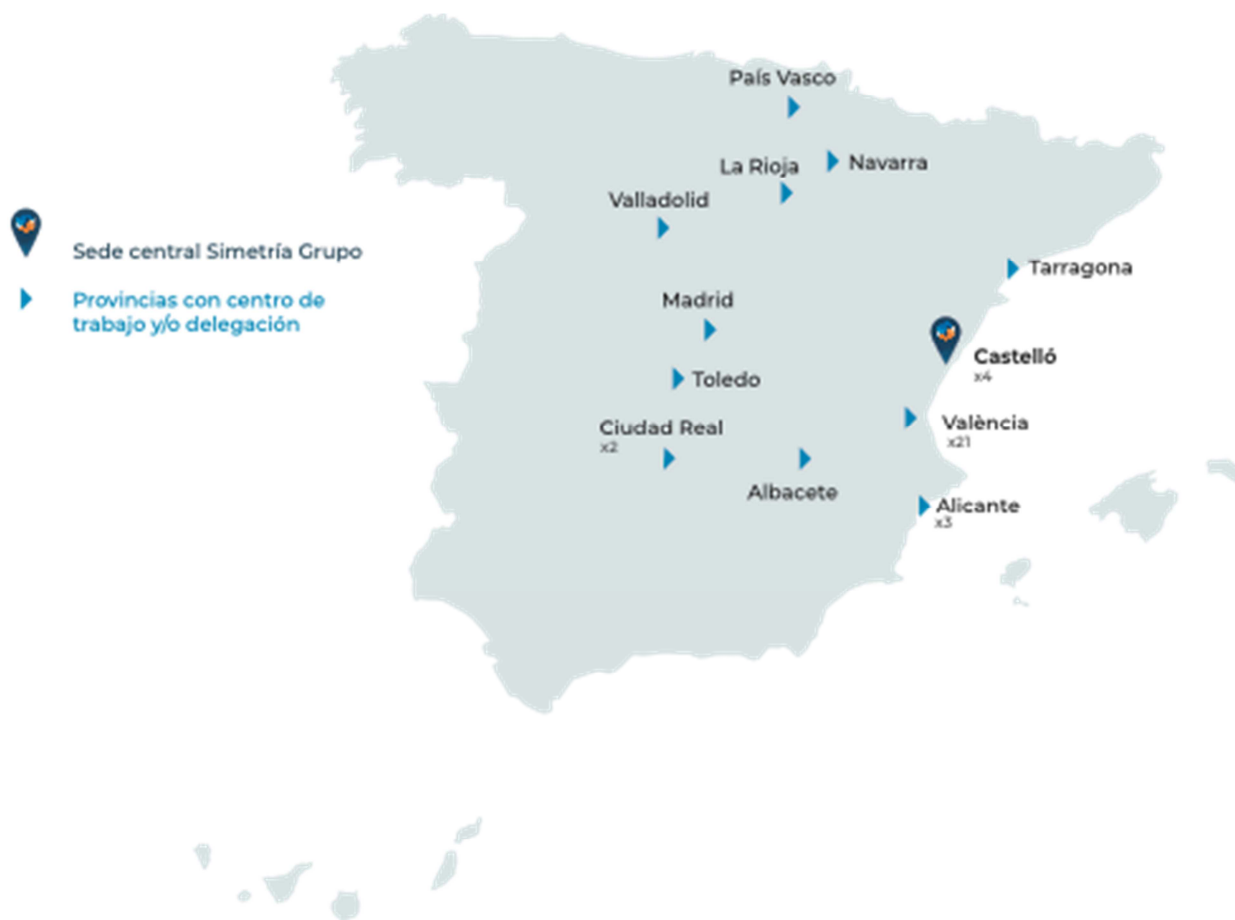 País Vasco
La Rioja
Navarra
Valladolid
Sede central Simetría Grupo
Provincias con centro de
trabajo y/o delegación
Tarragona
Madrid
Castelló
x4
Toledo
València
x21
Ciudad Real
x2
Albacete
Alicante
x3